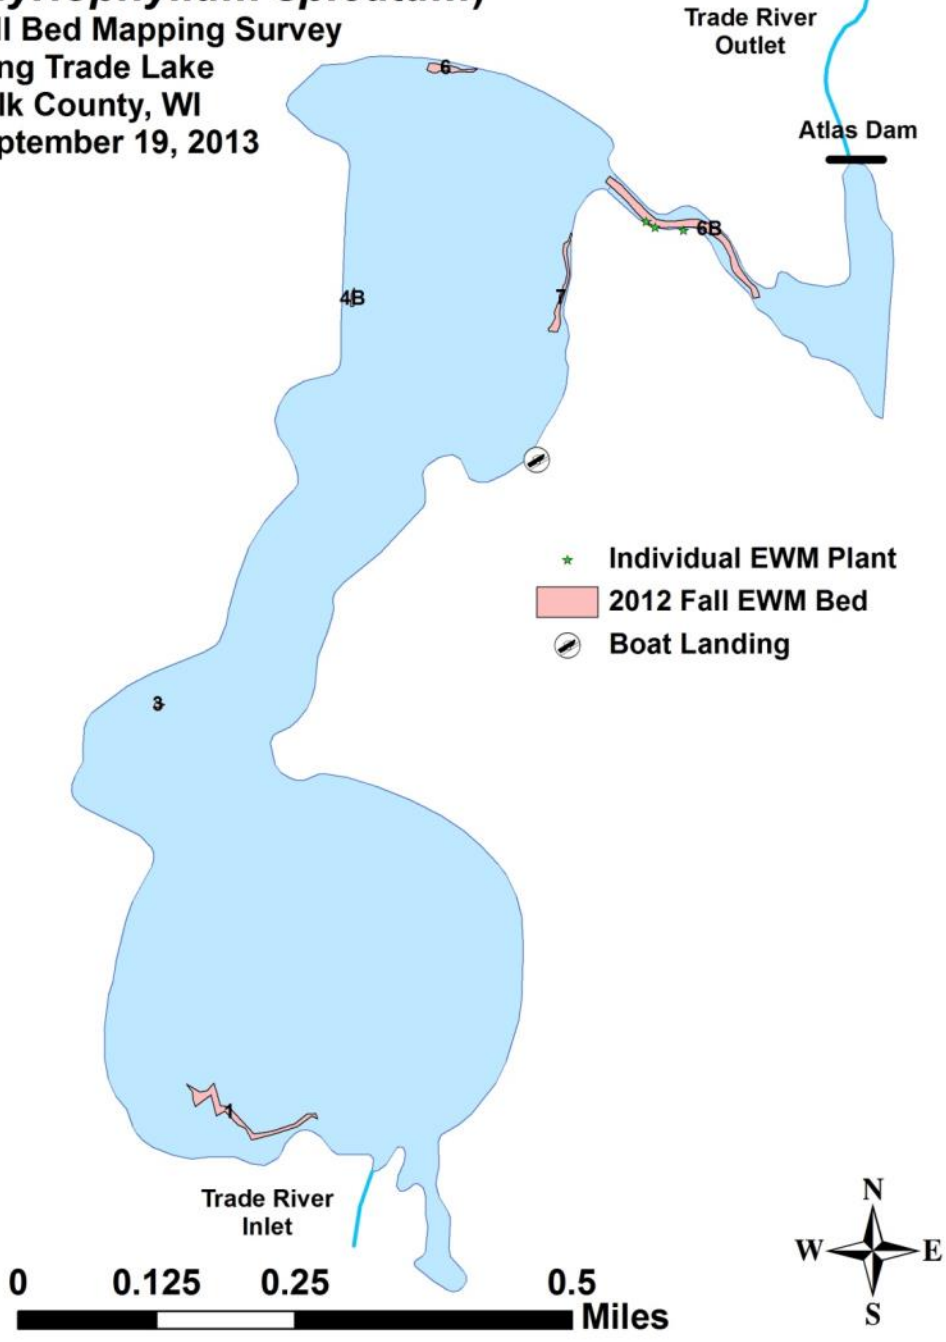 ll Bed Mapping Survey
ng Trade Lake
lk County, WI
ptember 19, 2013
Trade River
Outlet
Atlas Dam
6
6B
4B
7
Individual EWM Plant
2012 Fall EWM Bed
Boat Landing
3
1
Trade River
Inlet
N
W E
S
0 0.125 0.25 0.5
Miles